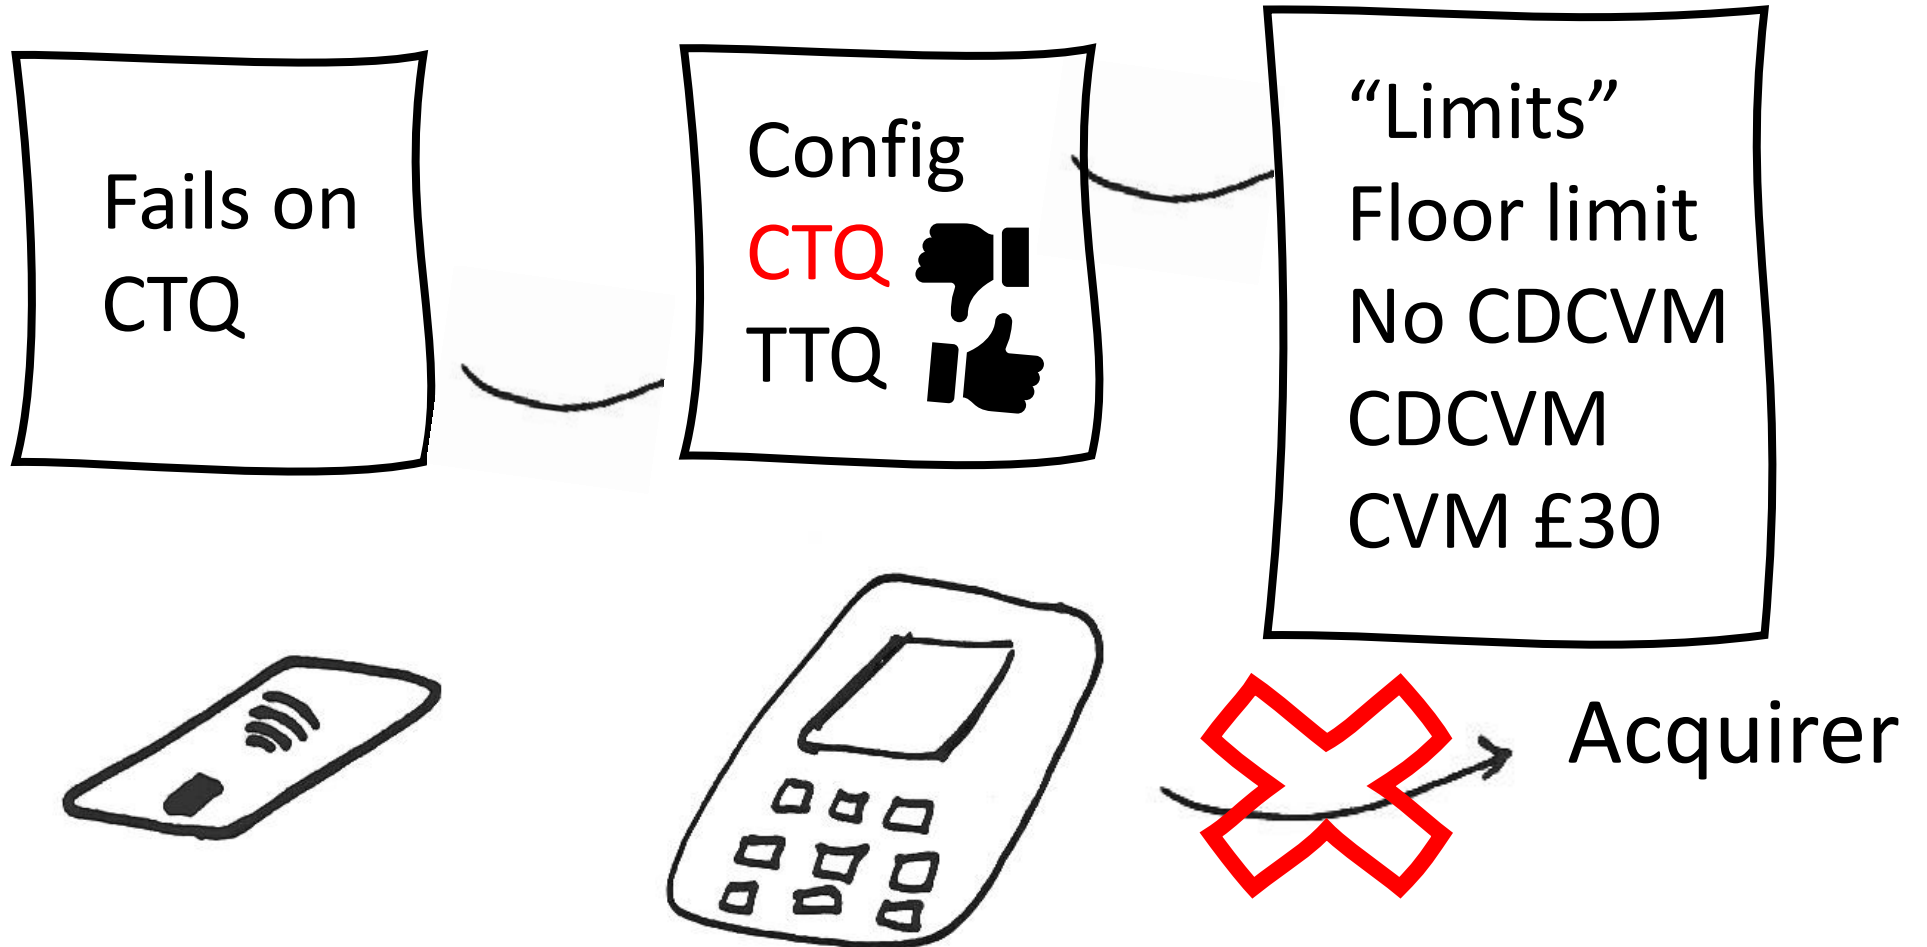 Fails on
CTQ
Config
CTQ
TTQ
“Limits”
Floor limit
No CDCVM
CDCVM
CVM £30
Acquirer